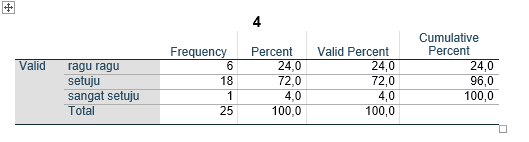 4
Frequency Percent Valid Percent Cumulative Percent
Valid ragu ragu 6 24,0 24,0 24,0
setuju 18 72,0 72,0 96,0
sangat setuju 1 4,0 4,0 100,0
Total 25 100,0 100,0